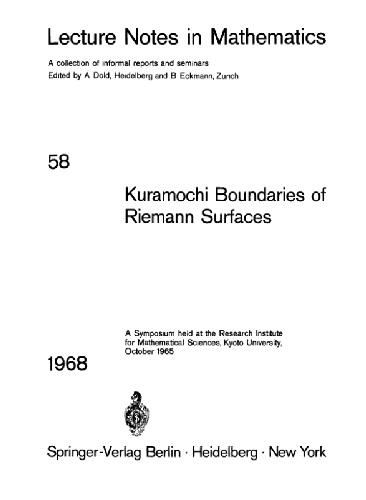 Lecture Notes in Mathematics
A collection of informal reports and seminars
Edited by A. Dold, Heidelberg and B. Eckmann, Zurich
58
Kuramochi Boundaries of
Riemann Surfaces
A Symposium held at the Research Institute
for Mathematical Sciences, Kyoto University,
October 1965
1968
Springer-Verlag Berlin · Heidelberg · New York